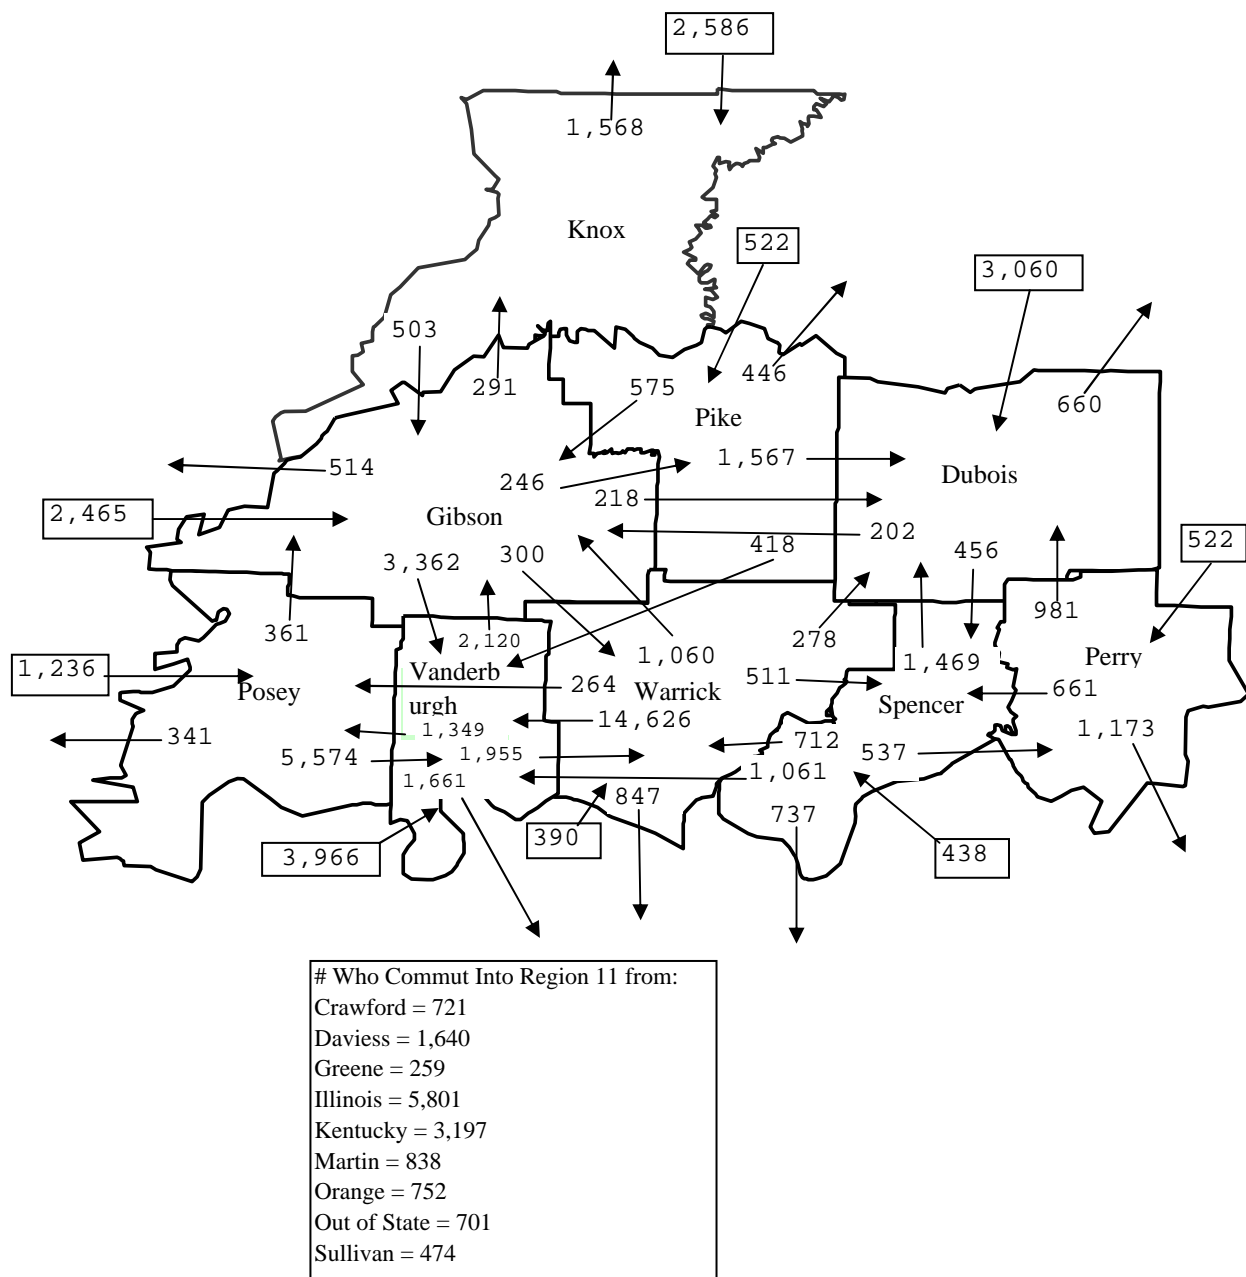 2,586
1,568
Knox
522
3,060
503
291
575
446
660
Pike
514
246
1,567
Dubois
218
2,465
Gibson
202
522
3,362
300
418
456
361
2,120
278
981
1,060
1,469
Perry
1,236
Posey
Vanderb
urgh
264
Warrick
511
Spencer
661
341
1,349
14,626
712
1,173
5,574
1,955
537
1,661
1,061
847
737
3,966
390
438
# Who Commut Into Region 11 from:
Crawford = 721
Daviess = 1,640
Greene = 259
Illinois = 5,801
Kentucky = 3,197
Martin = 838
Orange = 752
Out of State = 701
Sullivan = 474